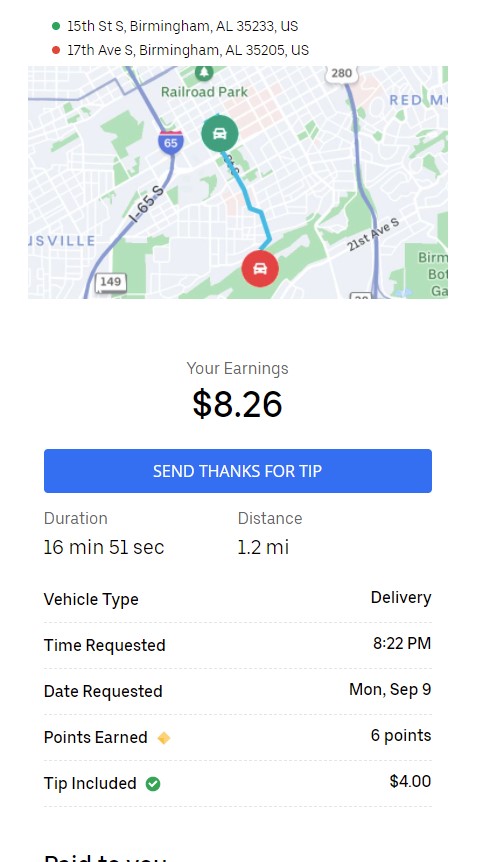 15th St S, Birmingham, AL 35233, US
17th Ave S, Birmingham, AL 35205, US
280
Railroad Park
RED M
65
I-65 S
USVILLE
21st Ave S
149
Birm
Bot
Ga
Your Earnings
$8.26
SEND THANKS FOR TIP
Duration
Distance
16 min 51 sec
1.2 mi
Vehicle Type
Delivery
Time Requested
8:22 PM
Date Requested
Mon, Sep 9
Points Earned
6 points
Tip Included
$4.00
Paid to you